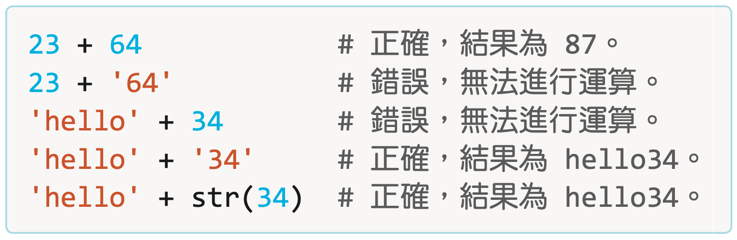 23 + 64 # 正確，結果為 87。
23 + '64' # 錯誤，無法進行運算。
'hello' + 34 # 錯誤，無法進行運算。
'hello' + '34' # 正確，結果為 hello34。
'hello' + str(34) # 正確，結果為 hello34。